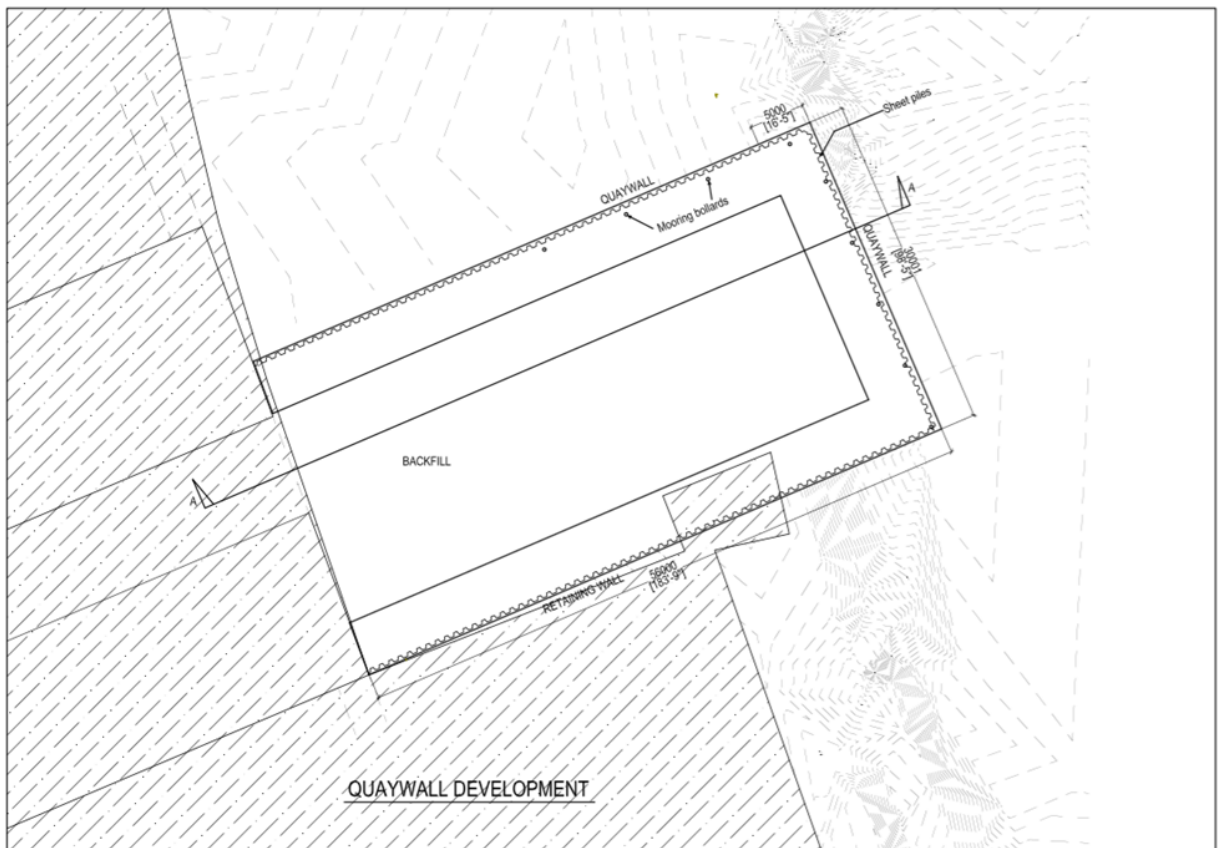 5000
[16'-5"]
Sheet piles
A
QUAYWALL
Mooring bollards
QUAYWALL
30001
[98'-5"]
BACKFILL
A
56000
[183'-9"]
RETAINING WALL
QUAYWALL DEVELOPMENT